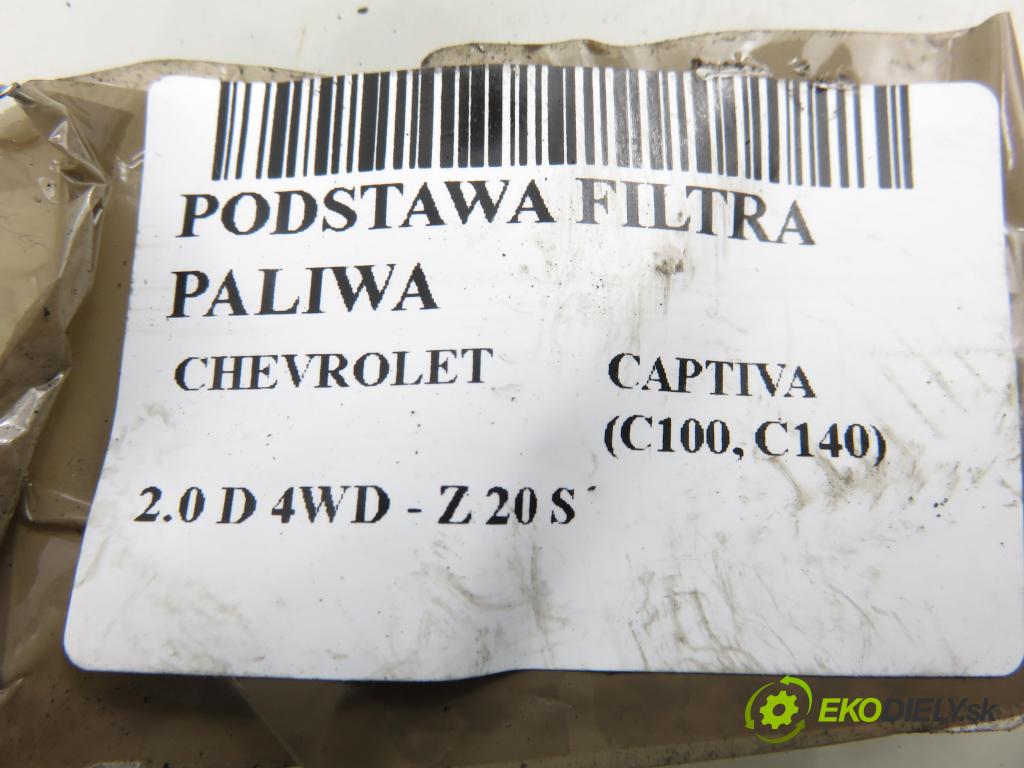 PODSTAWA FILTRA
PALIWA
CHEVROLET CAPTIVA
(C100, C140)
2.0 D 4WD - Z 20 S
EKODIELY.sk